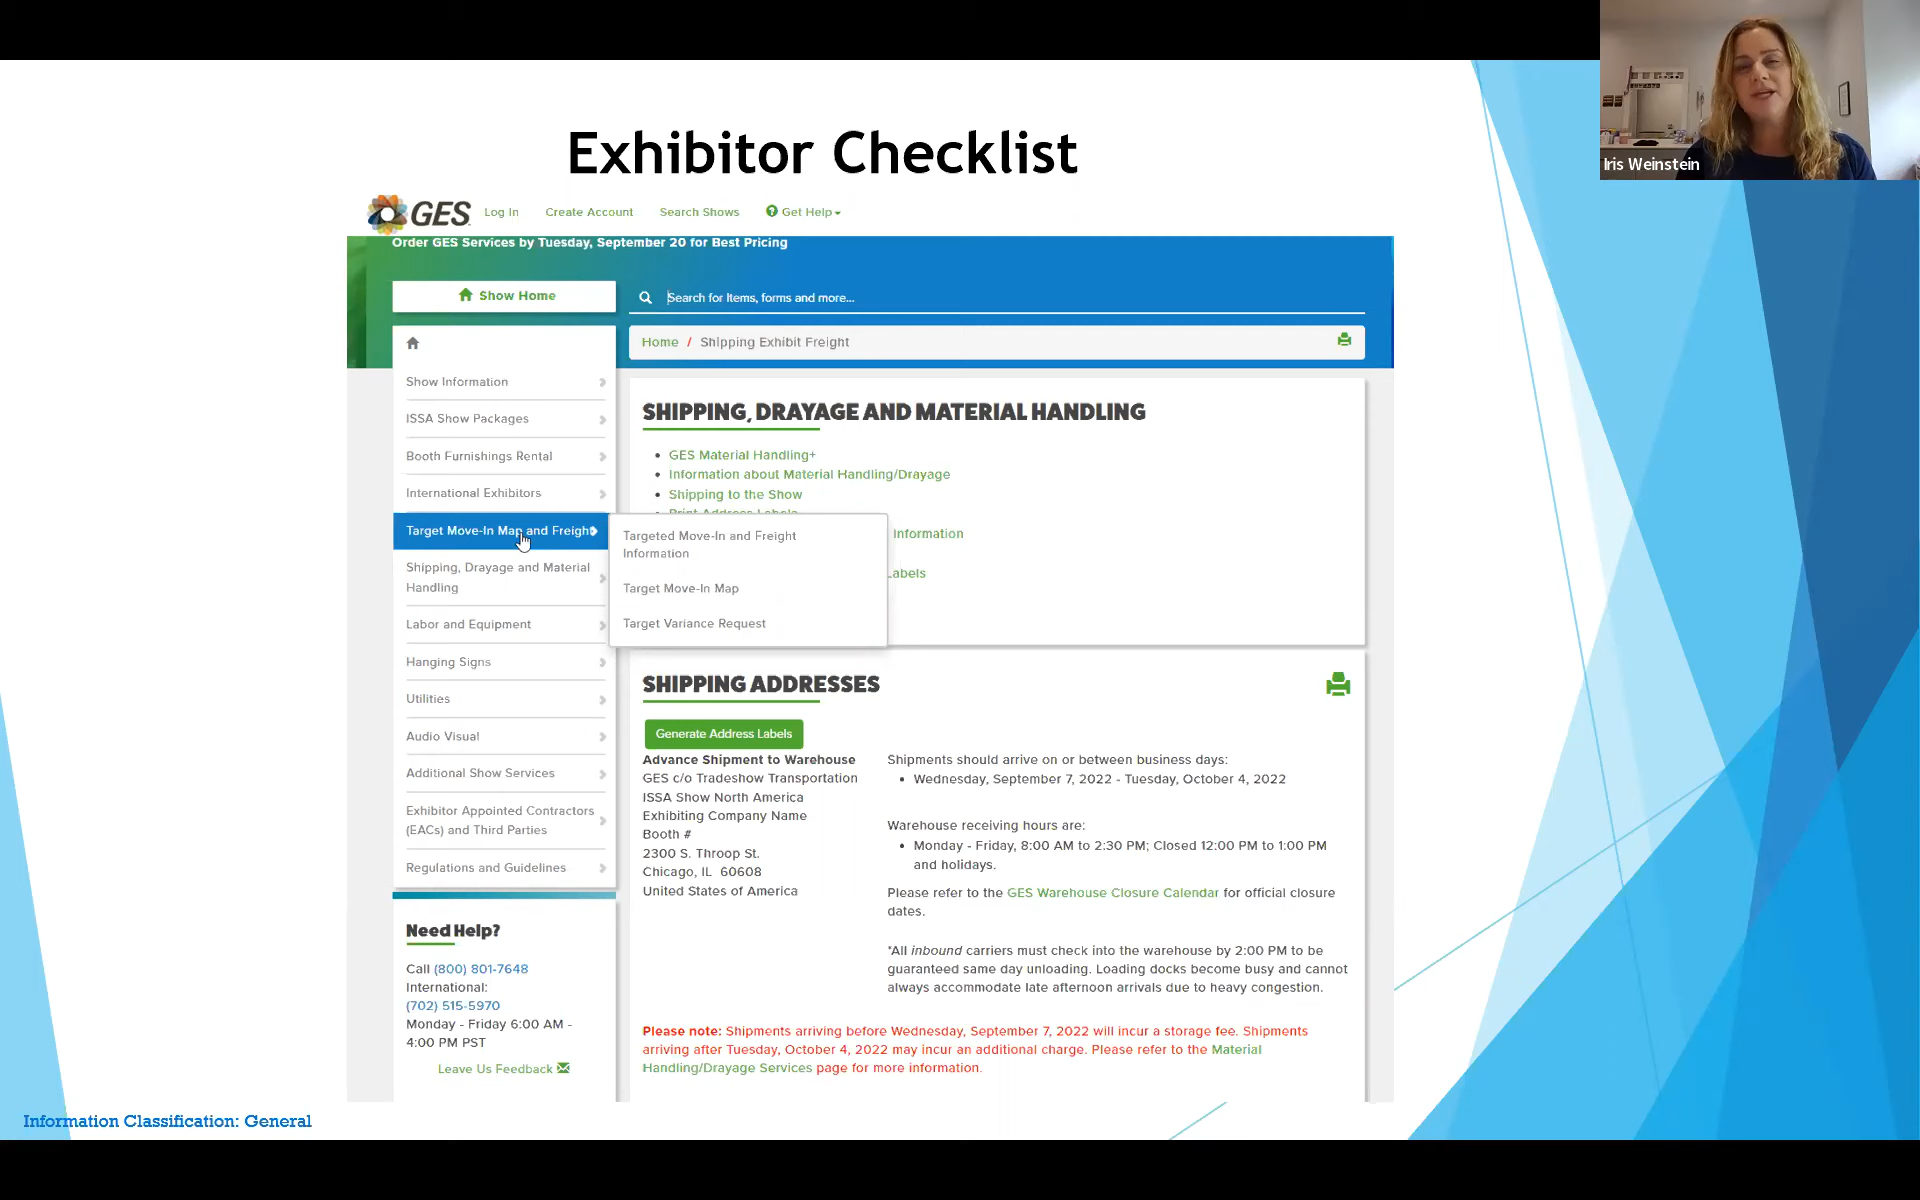 Iris Weinstein
Exhibitor Checklist
GES
Log In
Create Account
Search Shows
Get Help
Order GES Services by Tuesday, September 20 for Best Pricing
Show Home
Search for Items, forms and more...
Home / Shipping Exhibit Freight
Show Information
ISSA Show Packages
Booth Furnishings Rental
International Exhibitors
Target Move-In Map and Freight
Shipping, Drayage and Material
Handling
Labor and Equipment
Hanging Signs
Utilities
Audio Visual
Additional Show Services
Exhibitor Appointed Contractors
(EACs) and Third Parties
Regulations and Guidelines
Targeted Move-In and Freight
Information
Target Move-In Map
Target Variance Request
SHIPPING, DRAYAGE AND MATERIAL HANDLING
GES Material Handling+
Information about Material Handling/Drayage
Shipping to the Show
Print Address Labels
Information
Labels
SHIPPING ADDRESSES
Generate Address Labels
Advance Shipment to Warehouse
GES c/o Tradeshow Transportation
ISSA Show North America
Exhibiting Company Name
Booth #
2300 S. Throop St.
Chicago, IL 60608
United States of America
Shipments should arrive on or between business days:
Wednesday, September 7, 2022 - Tuesday, October 4, 2022
Warehouse receiving hours are:
Monday - Friday, 8:00 AM to 2:30 PM; Closed 12:00 PM to 1:00 PM
and holidays.
Please refer to the GES Warehouse Closure Calendar for official closure
dates.
*All inbound carriers must check into the warehouse by 2:00 PM to be
guaranteed same day unloading. Loading docks become busy and cannot
always accommodate late afternoon arrivals due to heavy congestion.
Please note: Shipments arriving before Wednesday, September 7, 2022 will incur a storage fee. Shipments
arriving after Tuesday, October 4, 2022 may incur an additional charge. Please refer to the Material
Handling/Drayage Services page for more information.
Need Help?
Call (800) 801-7648
International:
(702) 515-5970
Monday - Friday 6:00 AM -
4:00 PM PST
Leave Us Feedback
Information Classification: General